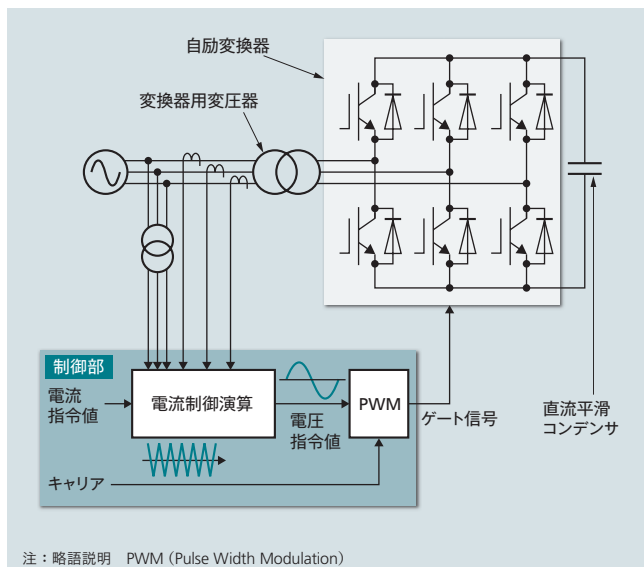 自励変換器
変換器用変圧器
制御部
電流
指令値
電流制御演算
電圧
指令値
PWM
ゲート信号
直流平滑
コンデンサ
キャリア
注：略語説明　PWM（Pulse Width Modulation）